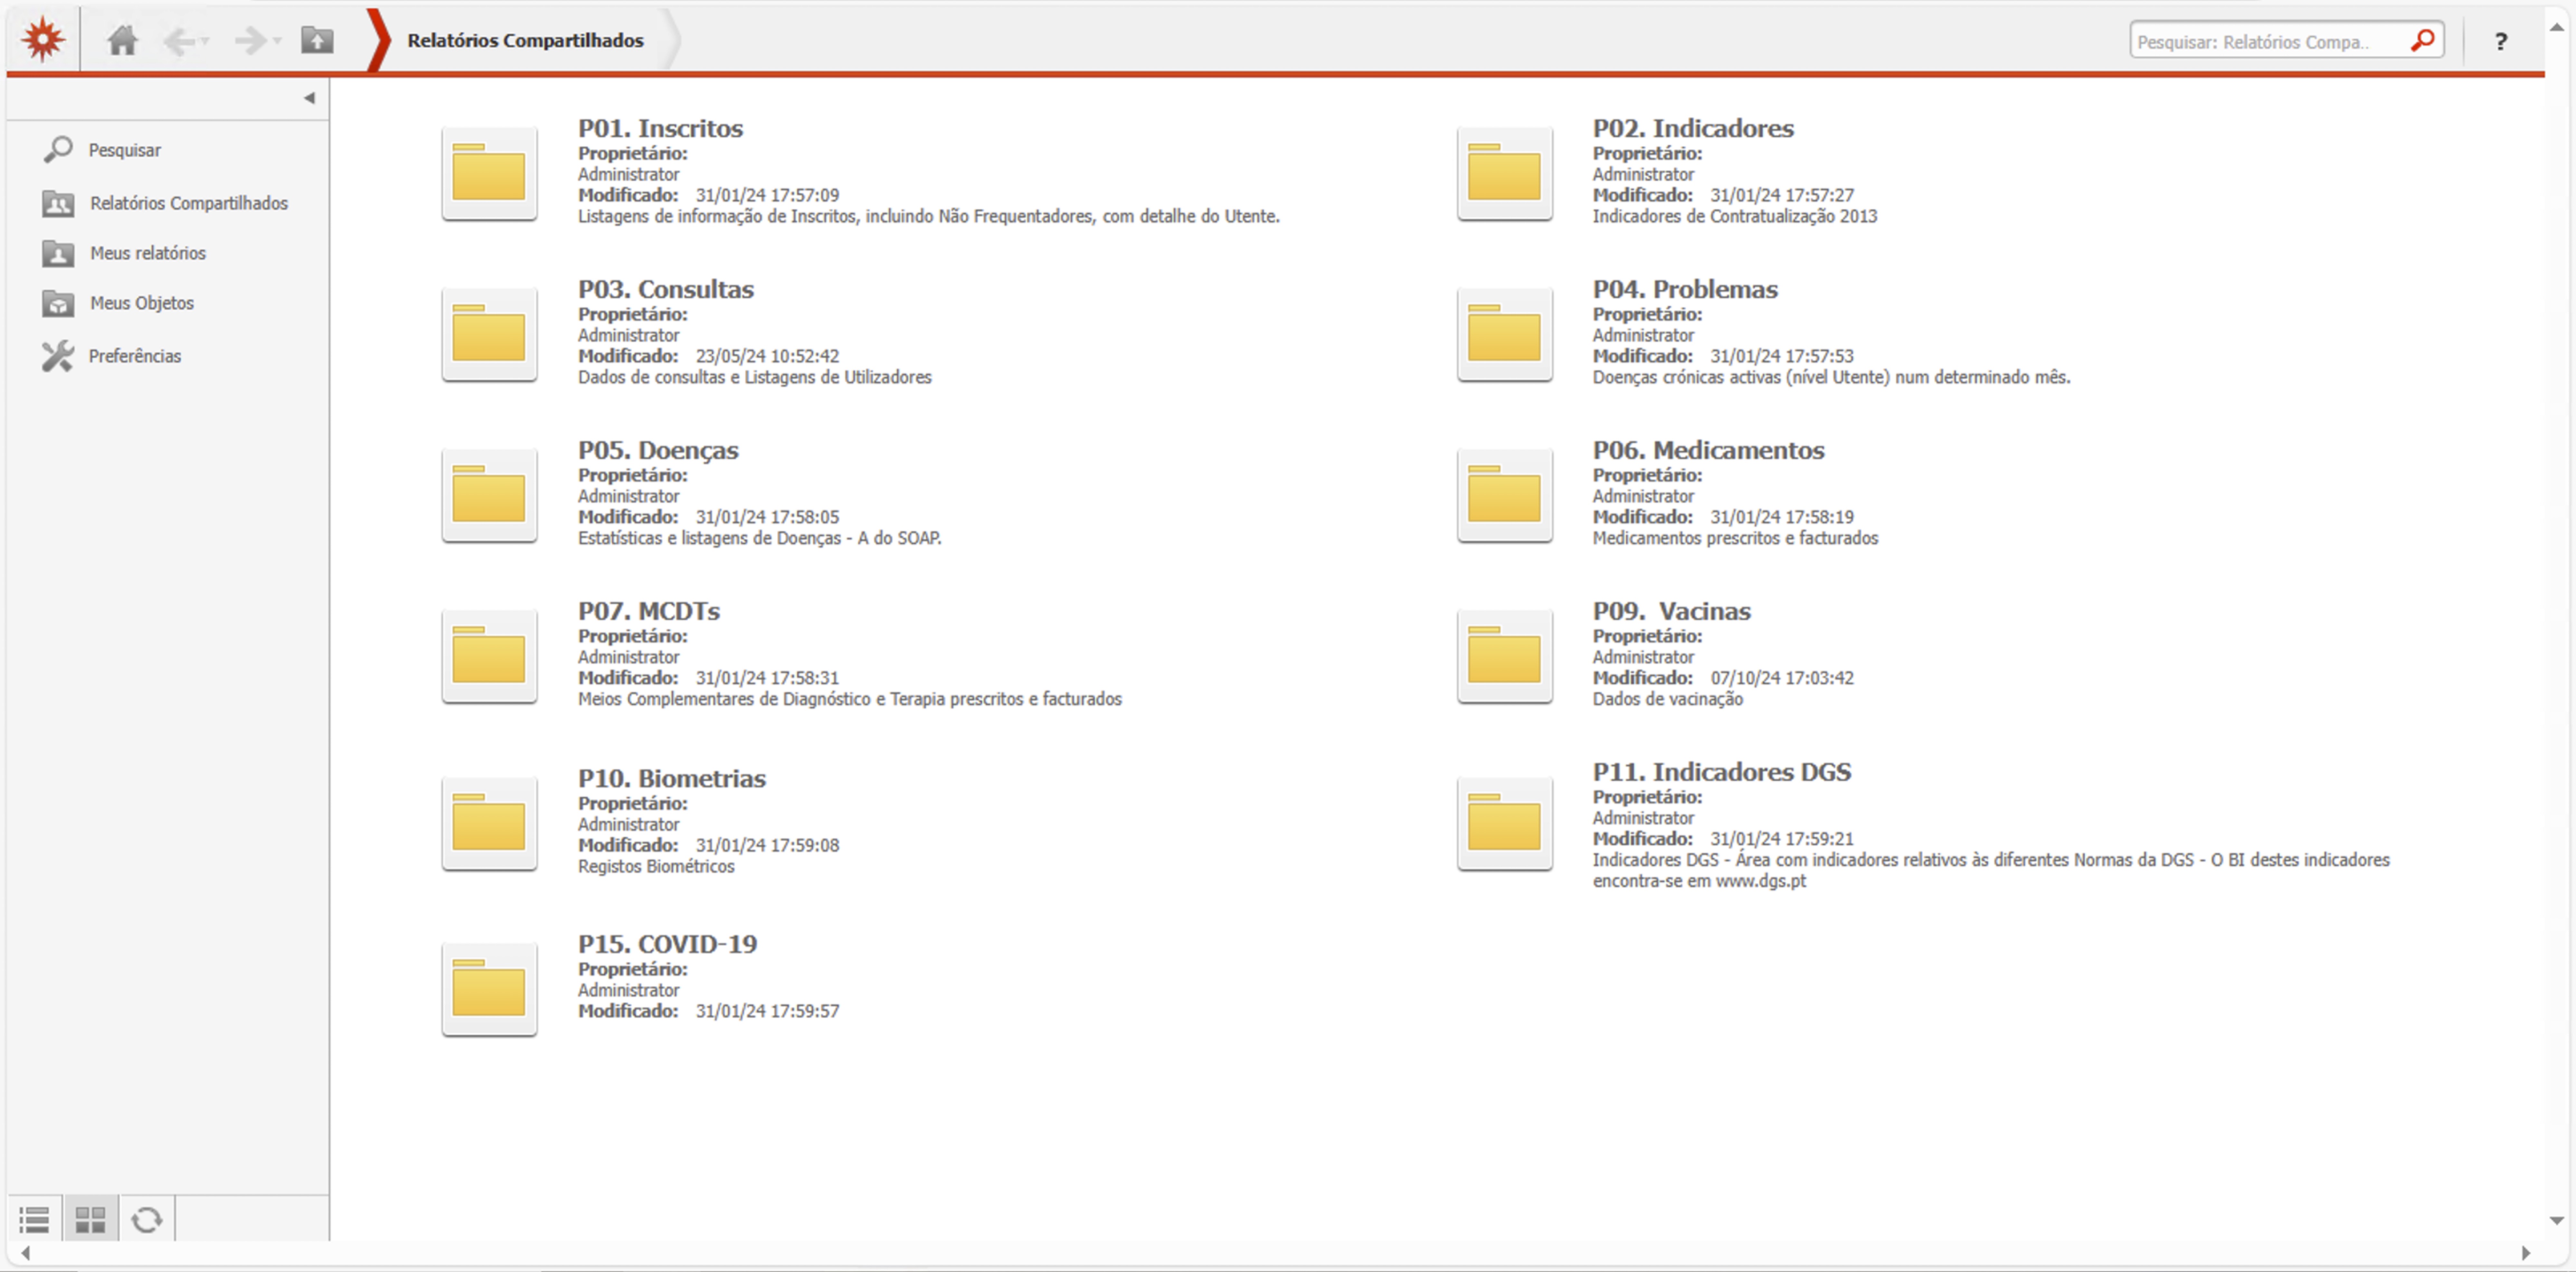 Relatórios Compartilhados
Pesquisar: Relatórios Compa..
?
Pesquisar
Relatórios Compartilhados
Meus relatórios
Meus Objetos
Preferências
P01. Inscritos
Proprietário:
Administrator
Modificado: 31/01/24 17:57:09
Listagens de informação de Inscritos, incluindo Não Frequentadores, com detalhe do Utente.
P02. Indicadores
Proprietário:
Administrator
Modificado: 31/01/24 17:57:27
Indicadores de Contratualização 2013
P03. Consultas
Proprietário:
Administrator
Modificado: 23/05/24 10:52:42
Dados de consultas e Listagens de Utilizadores
P04. Problemas
Proprietário:
Administrator
Modificado: 31/01/24 17:57:53
Doenças crónicas activas (nível Utente) num determinado mês.
P05. Doenças
Proprietário:
Administrator
Modificado: 31/01/24 17:58:05
Estatísticas e listagens de Doenças - A do SOAP.
P06. Medicamentos
Proprietário:
Administrator
Modificado: 31/01/24 17:58:19
Medicamentos prescritos e facturados
P07. MCDTs
Proprietário:
Administrator
Modificado: 31/01/24 17:58:31
Meios Complementares de Diagnóstico e Terapia prescritos e facturados
P09. Vacinas
Proprietário:
Administrator
Modificado: 07/10/24 17:03:42
Dados de vacinação
P10. Biometrias
Proprietário:
Administrator
Modificado: 31/01/24 17:59:08
Registos Biométricos
P11. Indicadores DGS
Proprietário:
Administrator
Modificado: 31/01/24 17:59:21
Indicadores DGS - Área com indicadores relativos às diferentes Normas da DGS - O BI destes indicadores
encontra-se em www.dgs.pt
P15. COVID-19
Proprietário:
Administrator
Modificado: 31/01/24 17:59:57